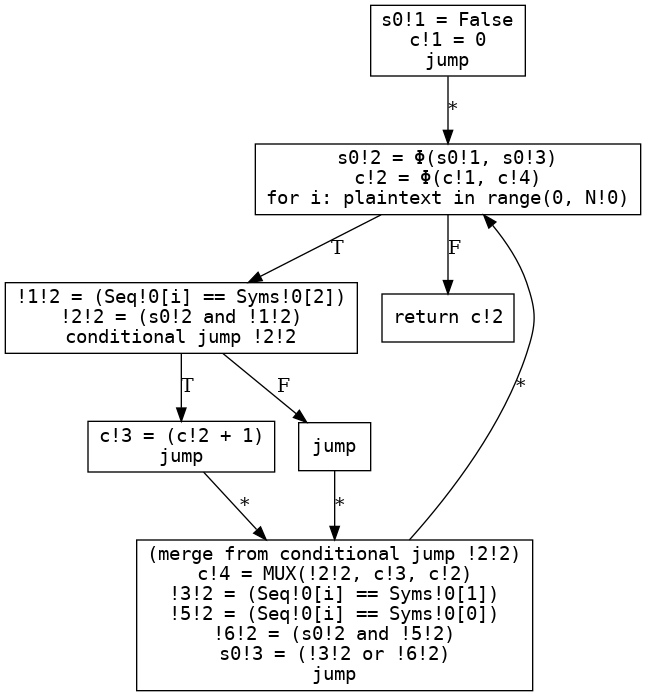 s0!1 = False
c!1 = 0
jump
*
s0!2 = Φ(s0!1, s0!3)
c!2 = Φ(c!1, c!4)
for i: plaintext in range(0, N!0)
T
F
!1!2 = (Seq!0[i] == Syms!0[2])
!2!2 = (s0!2 and !1!2)
conditional jump !2!2
return c!2
T
F
*
c!3 = (c!2 + 1)
jump
jump
*
*
(merge from conditional jump !2!2)
c!4 = MUX(!2!2, c!3, c!2)
!3!2 = (Seq!0[i] == Syms!0[1])
!5!2 = (Seq!0[i] == Syms!0[0])
!6!2 = (s0!2 and !5!2)
s0!3 = (!3!2 or !6!2)
jump